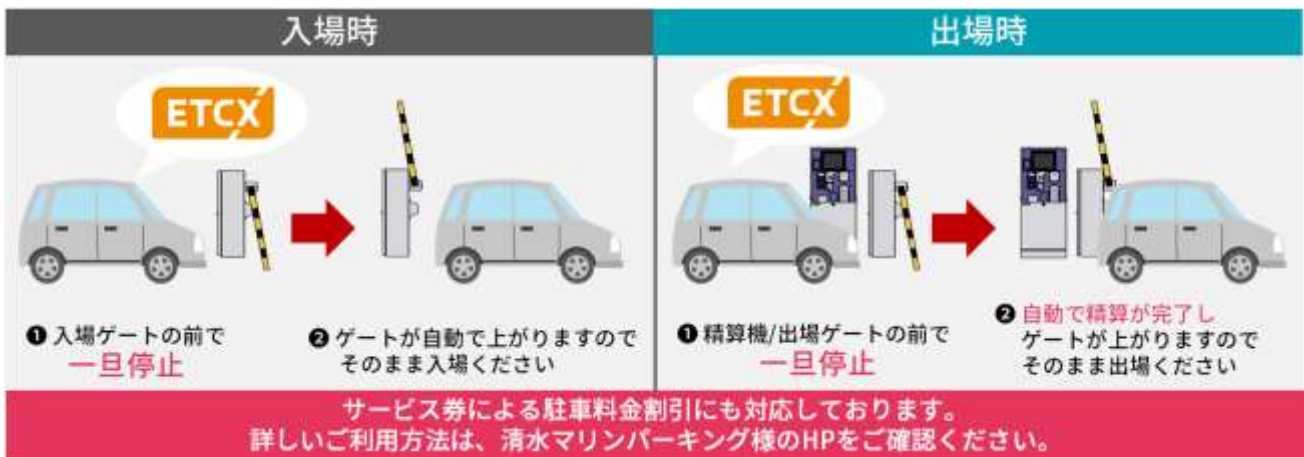 入場時
ETCX
❶ 入場ゲートの前で
一旦停止
❷ ゲートが自動で上がりますので
そのまま入場ください
出場時
ETCX
❶ 精算機/出場ゲートの前で
一旦停止
❷ 自動で精算が完了し
ゲートが上がりますので
そのまま出場ください
サービス券による駐車料金割引にも対応しております。
詳しいご利用方法は、清水マリンパーキング様のHPをご確認ください。